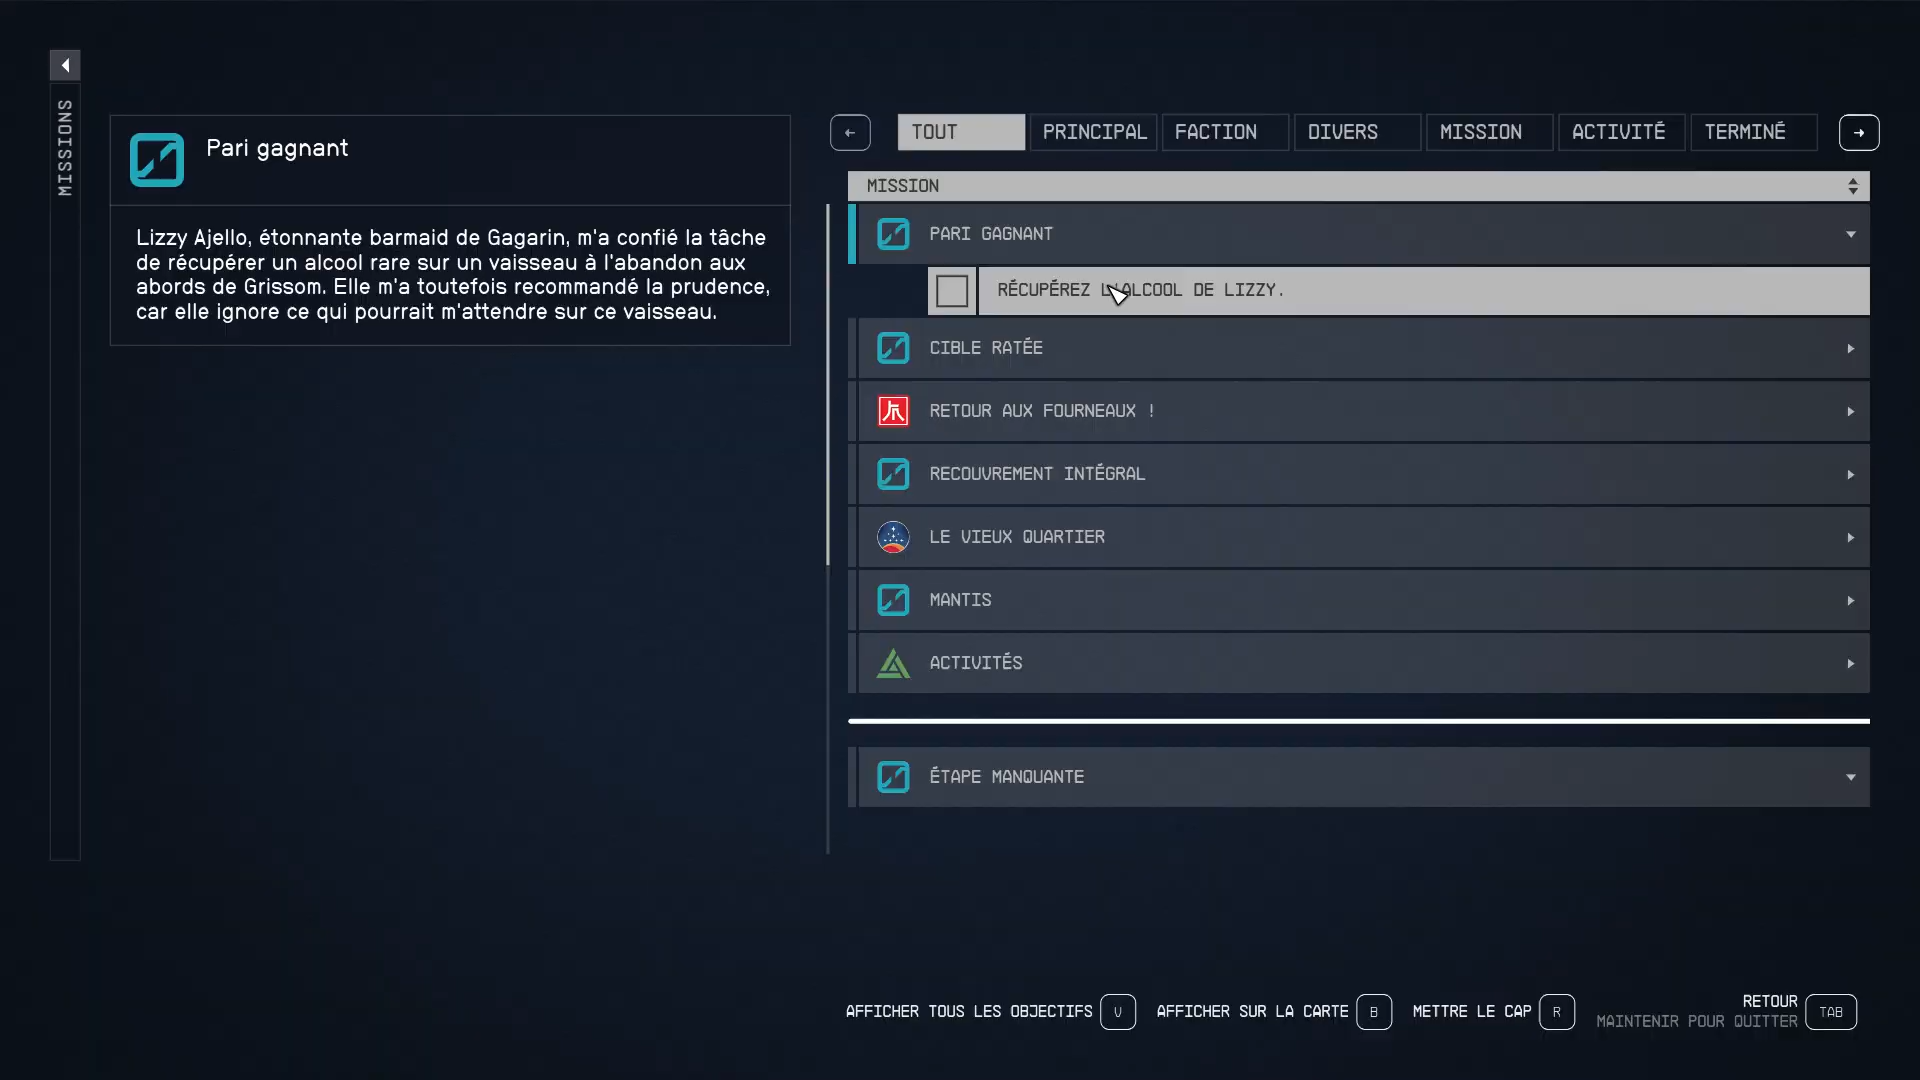 MISSIONS
Pari gagnant
Lizzy Ajello, étonnante barmaid de Gagarin, m'a confié la tâche
de récupérer un alcool rare sur un vaisseau à l'abandon aux
abords de Grissom. Elle m'a toutefois recommandé la prudence,
car elle ignore ce qui pourrait m'attendre sur ce vaisseau.
TOUT PRINCIPAL FACTION DIVERS MISSION ACTIVITÉ TERMINÉ
MISSION
PARI GAGNANT
RÉCUPÉREZ L'ALCOOL DE LIZZY.
CIBLE RATÉE
RETOUR AUX FOURNEAUX !
RECOUVREMENT INTÉGRAL
LE VIEUX QUARTIER
MANTIS
ACTIVITÉS
ÉTAPE MANQUANTE
AFFICHER TOUS LES OBJECTIFS V AFFICHER SUR LA CARTE B METTRE LE CAP R RETOUR
MAINTENIR POUR QUITTER TAB